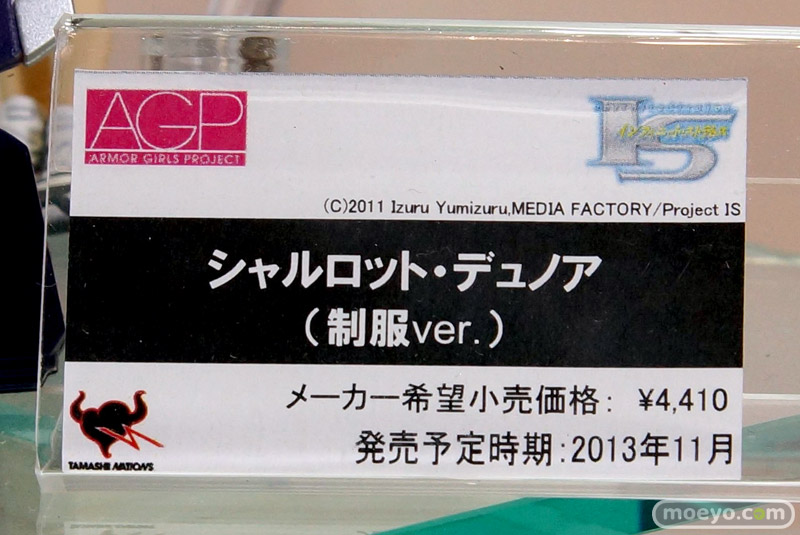 AGP
ARMOR GIRLS PROJECT
IS
(C)2011 Izuru Yumizuru,MEDIA FACTORY/Project IS
シャルロット・デュノア
（制服ver.）
メーカー希望小売価格: ¥4,410
発売予定時期:2013年11月
TAMASHII NATIONS
moeyo.com